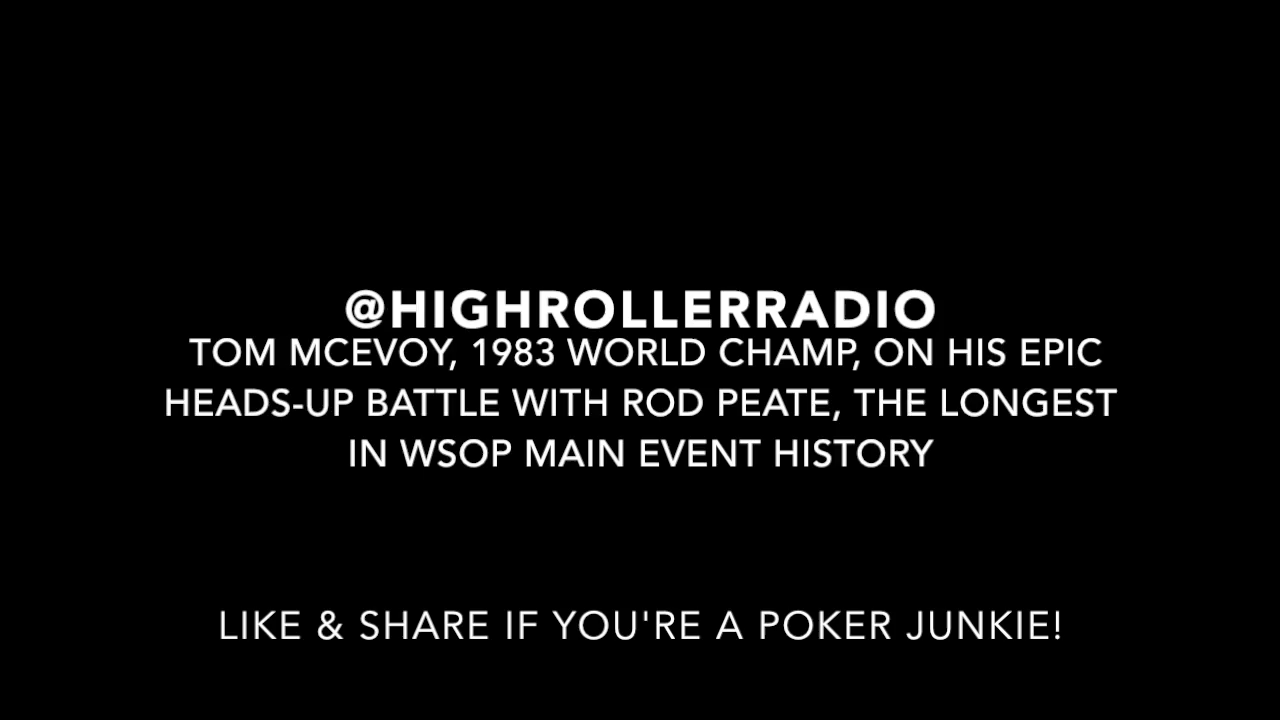 @HIGHROLLERRADIO
TOM MCEVOY, 1983 WORLD CHAMP, ON HIS EPIC
HEADS-UP BATTLE WITH ROD PEATE, THE LONGEST
IN WSOP MAIN EVENT HISTORY
LIKE & SHARE IF YOU'RE A POKER JUNKIE!